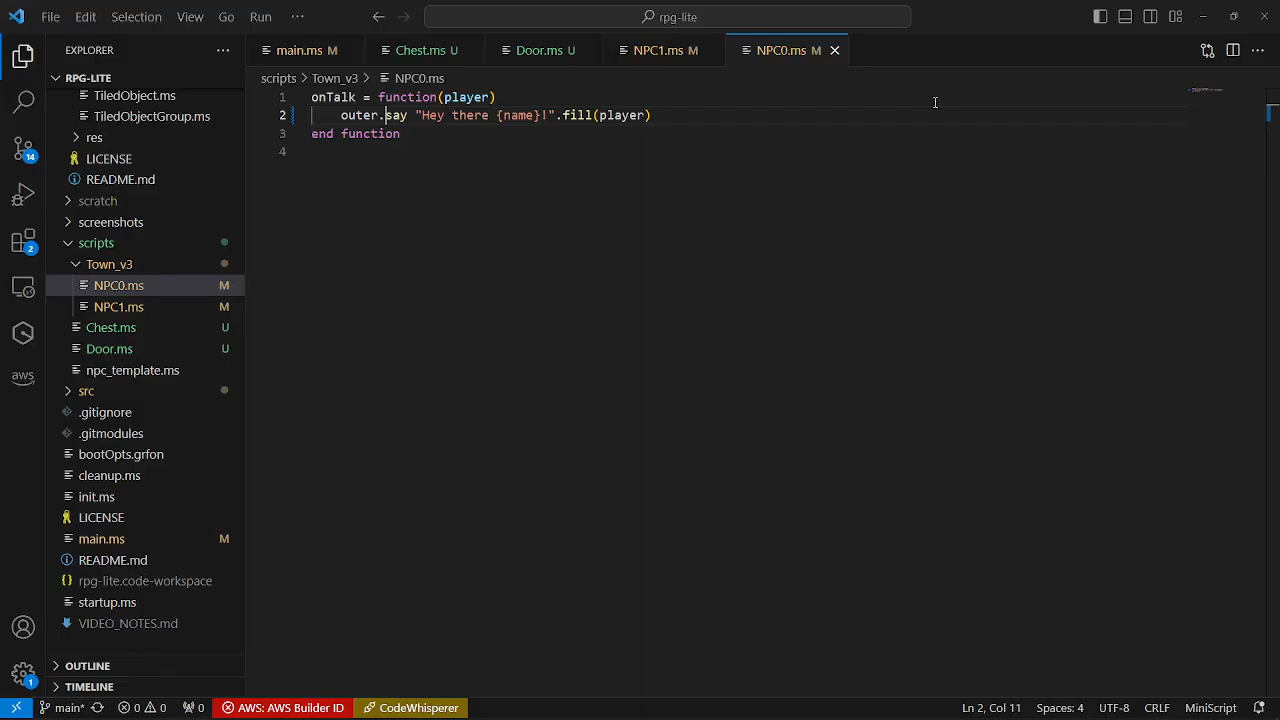 File Edit Selection View Go Run ··· rpg-lite
EXPLORER ···
main.ms M Chest.ms U Door.ms U NPC1.ms M NPC0.ms M
RPG-LITE
scripts > Town_v3 > NPC0.ms
TiledObject.ms
TiledObjectGroup.ms
res
LICENSE
README.md
scratch
screenshots
scripts
Town_v3
NPC0.ms M
NPC1.ms M
Chest.ms U
Door.ms U
npc_template.ms
src
.gitignore
.gitmodules
bootOpts.grfon
cleanup.ms
init.ms
LICENSE
main.ms M
README.md
rpg-lite.code-workspace
startup.ms
VIDEO_NOTES.md
OUTLINE
TIMELINE
14
2
aws
1
1 onTalk = function(player)
2 outer.say "Hey there {name}!".fill(player)
3 end function
4
main* 0 0 0 AWS: AWS Builder ID CodeWhisperer Ln 2, Col 11 Spaces: 4 UTF-8 CRLF MiniScript